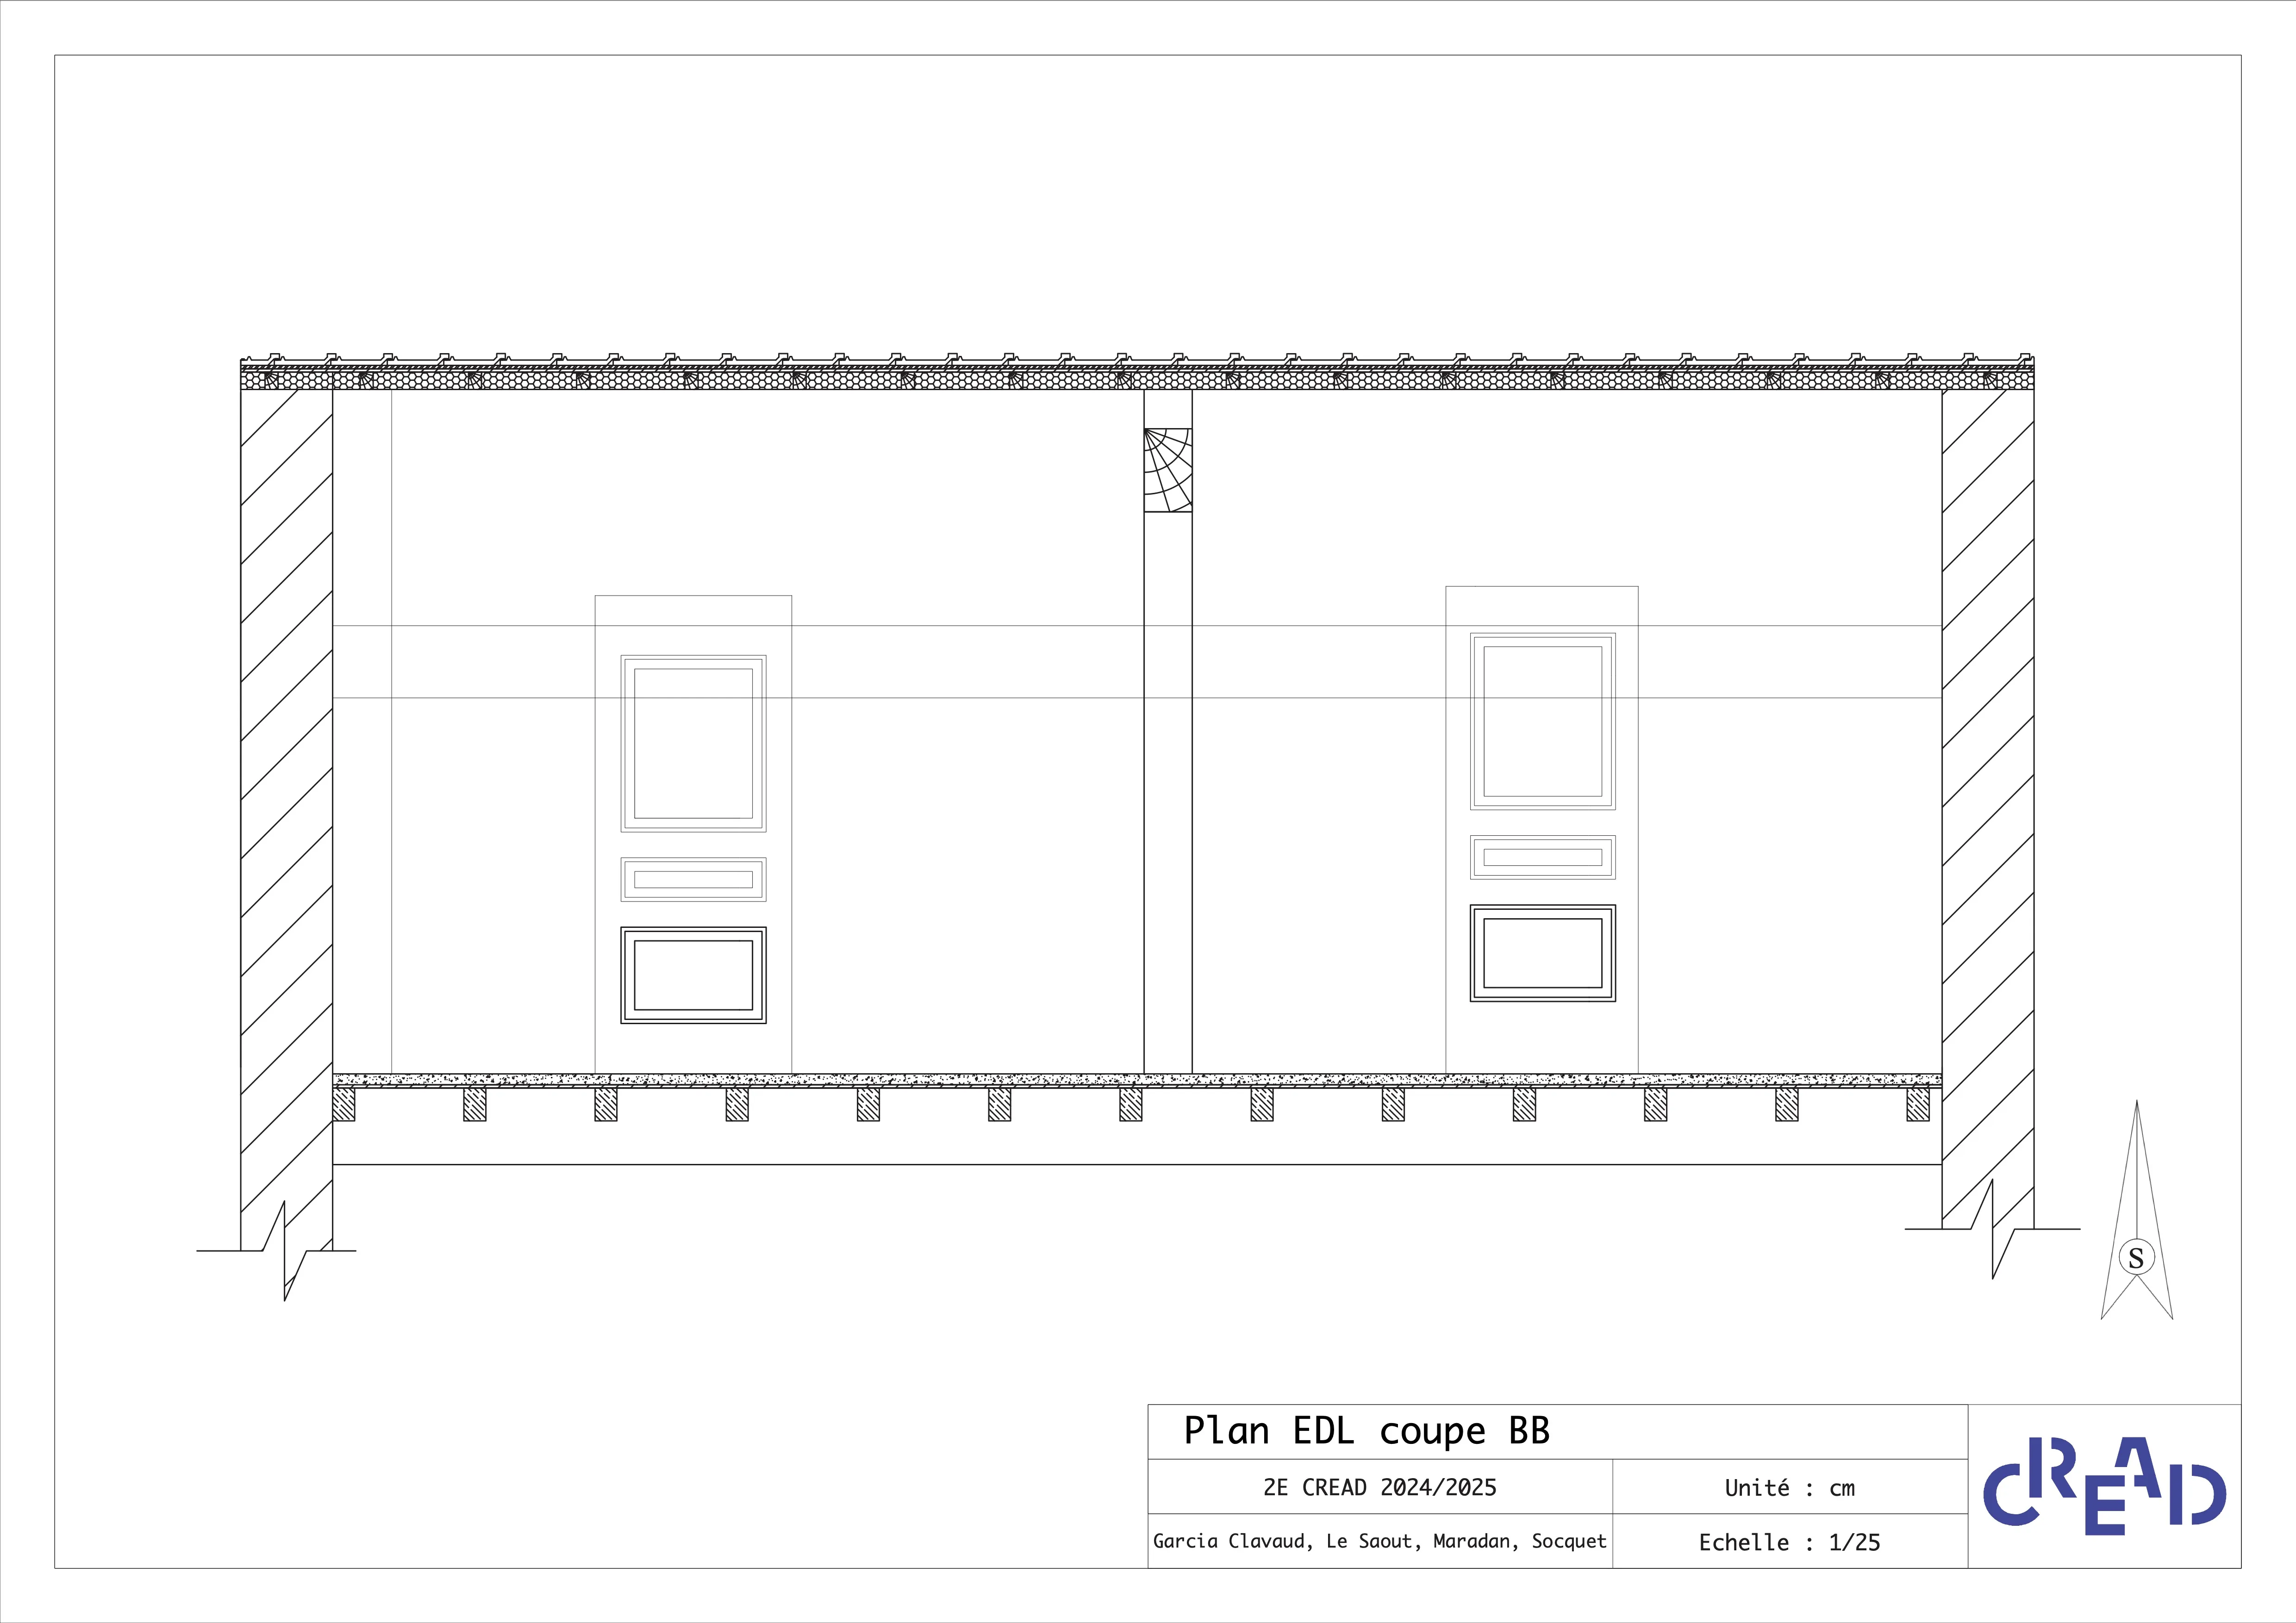 S
Plan EDL coupe BB
2E CREAD 2024/2025
Unité : cm
Garcia Clavaud, Le Saout, Maradan, Socquet
Echelle : 1/25
CREAD